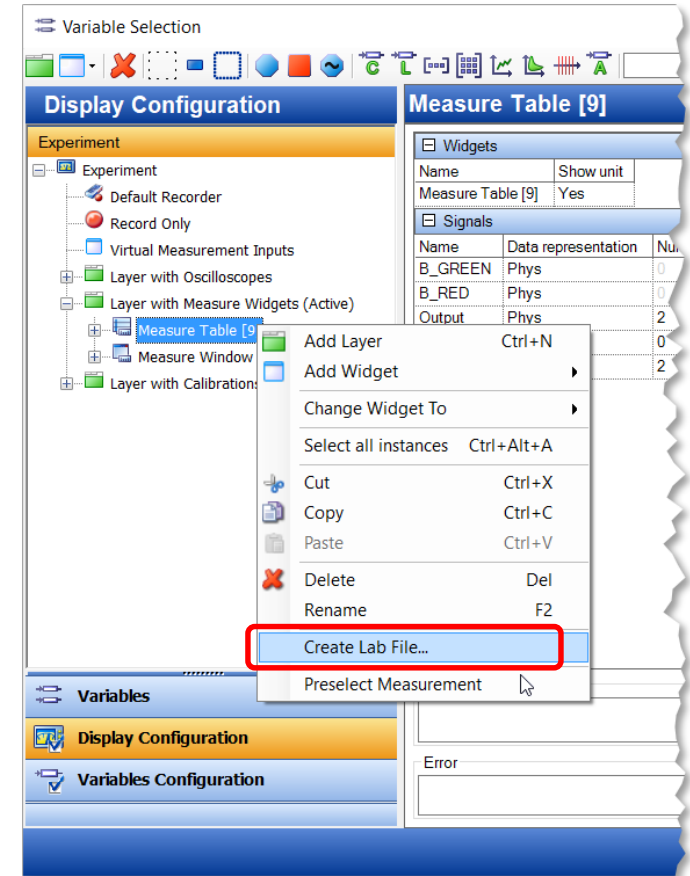 Variable Selection
C L A
Display Configuration
Measure Table [9]
Experiment
Experiment
Default Recorder
Record Only
Virtual Measurement Inputs
Layer with Oscilloscopes
Layer with Measure Widgets (Active)
Measure Table [9
Measure Window
Layer with Calibration
Widgets
Name Show unit
Measure Table [9] Yes
Signals
Name Data representation Nu
B_GREEN Phys 0
B_RED Phys 0
Output Phys 2
0
2
Add Layer Ctrl+N
Add Widget
Change Widget To
Select all instances Ctrl+Alt+A
Cut Ctrl+X
Copy Ctrl+C
Paste Ctrl+V
Delete Del
Rename F2
Create Lab File...
Preselect Measurement
Variables
Display Configuration
Variables Configuration
Error